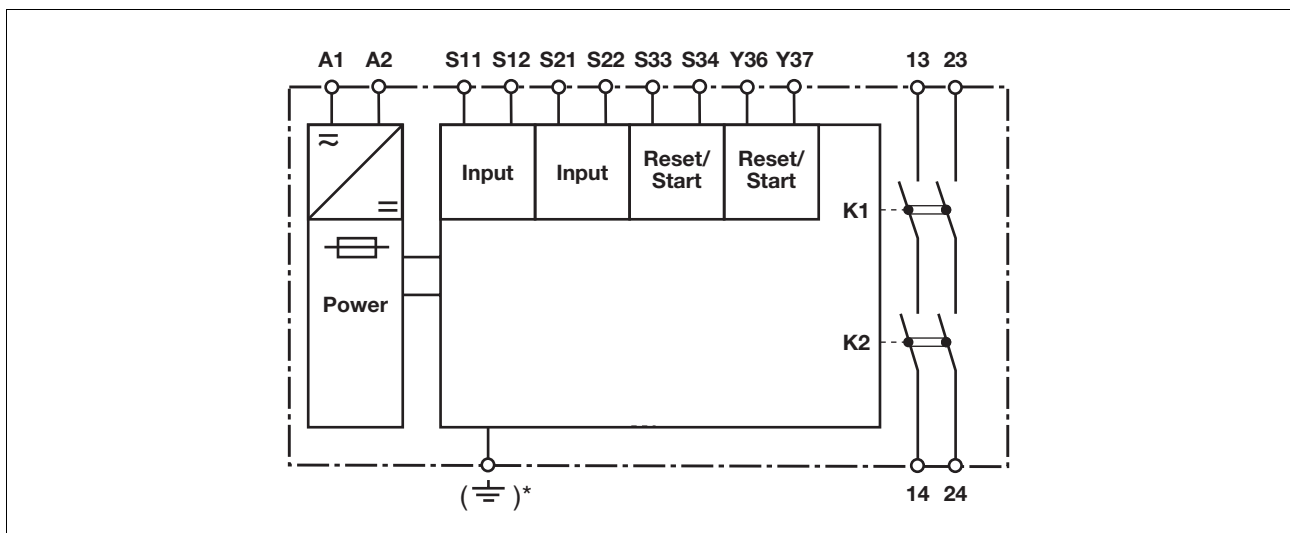 A1 A2 S11 S12 S21 S22 S33 S34 Y36 Y37 13 23
Input Input Reset/ Reset/
Start Start
K1
Power
K2
( )*
14 24